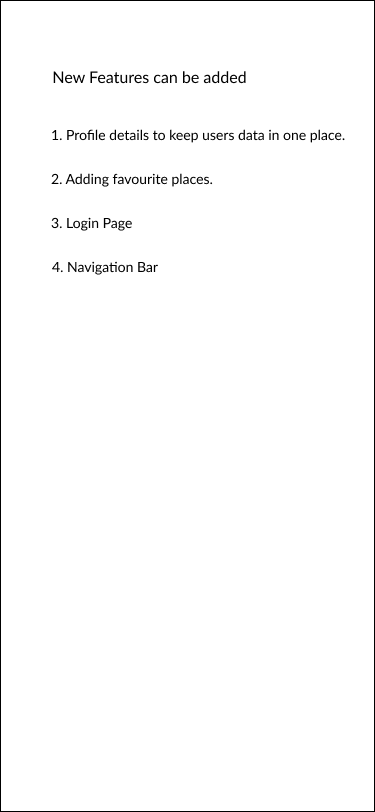 New Features can be added
1. Profile details to keep users data in one place.
2. Adding favourite places.
3. Login Page
4. Navigation Bar